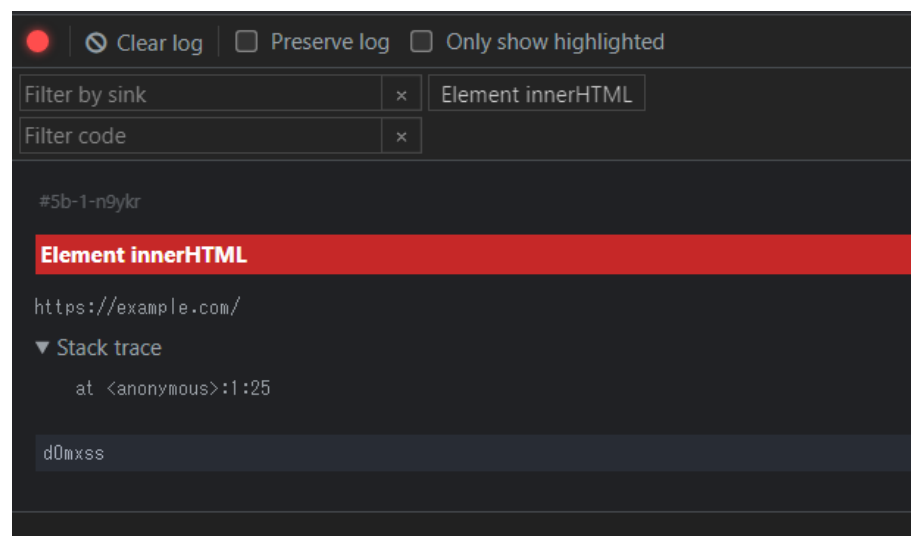 Clear log Preserve log Only show highlighted
Filter by sink × Element innerHTML
Filter code ×
#5b-1-n9ykr
Element innerHTML
https://example.com/
▼ Stack trace
at <anonymous>:1:25
d0mxss